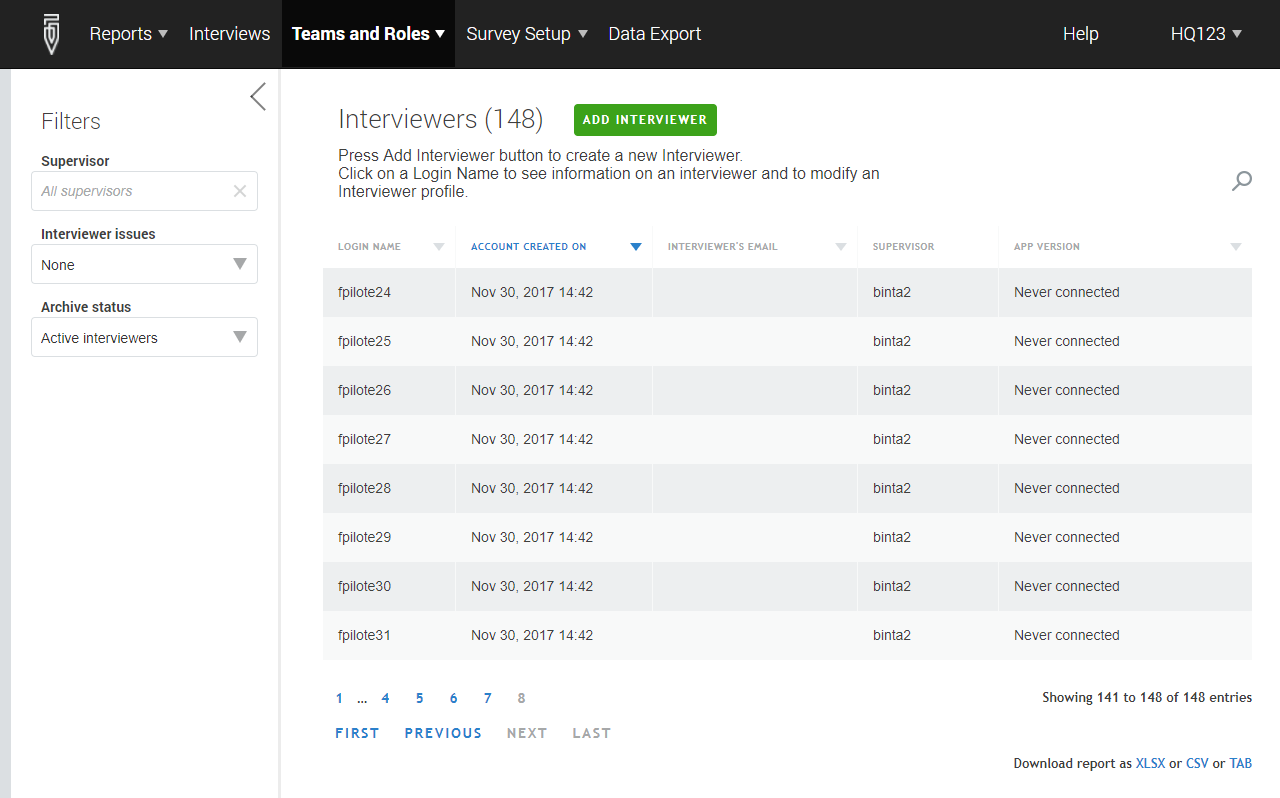 Reports Interviews Teams and Roles Survey Setup Data Export Help HQ123
Filters
Supervisor
All supervisors
Interviewer issues
None
Archive status
Active interviewers
Interviewers (148) ADD INTERVIEWER
Press Add Interviewer button to create a new Interviewer.
Click on a Login Name to see information on an interviewer and to modify an
Interviewer profile.
LOGIN NAME ACCOUNT CREATED ON INTERVIEWER'S EMAIL SUPERVISOR APP VERSION
fpilote24 Nov 30, 2017 14:42 binta2 Never connected
fpilote25 Nov 30, 2017 14:42 binta2 Never connected
fpilote26 Nov 30, 2017 14:42 binta2 Never connected
fpilote27 Nov 30, 2017 14:42 binta2 Never connected
fpilote28 Nov 30, 2017 14:42 binta2 Never connected
fpilote29 Nov 30, 2017 14:42 binta2 Never connected
fpilote30 Nov 30, 2017 14:42 binta2 Never connected
fpilote31 Nov 30, 2017 14:42 binta2 Never connected
1 ... 4 5 6 7 8 Showing 141 to 148 of 148 entries
FIRST PREVIOUS NEXT LAST
Download report as XLSX or CSV or TAB